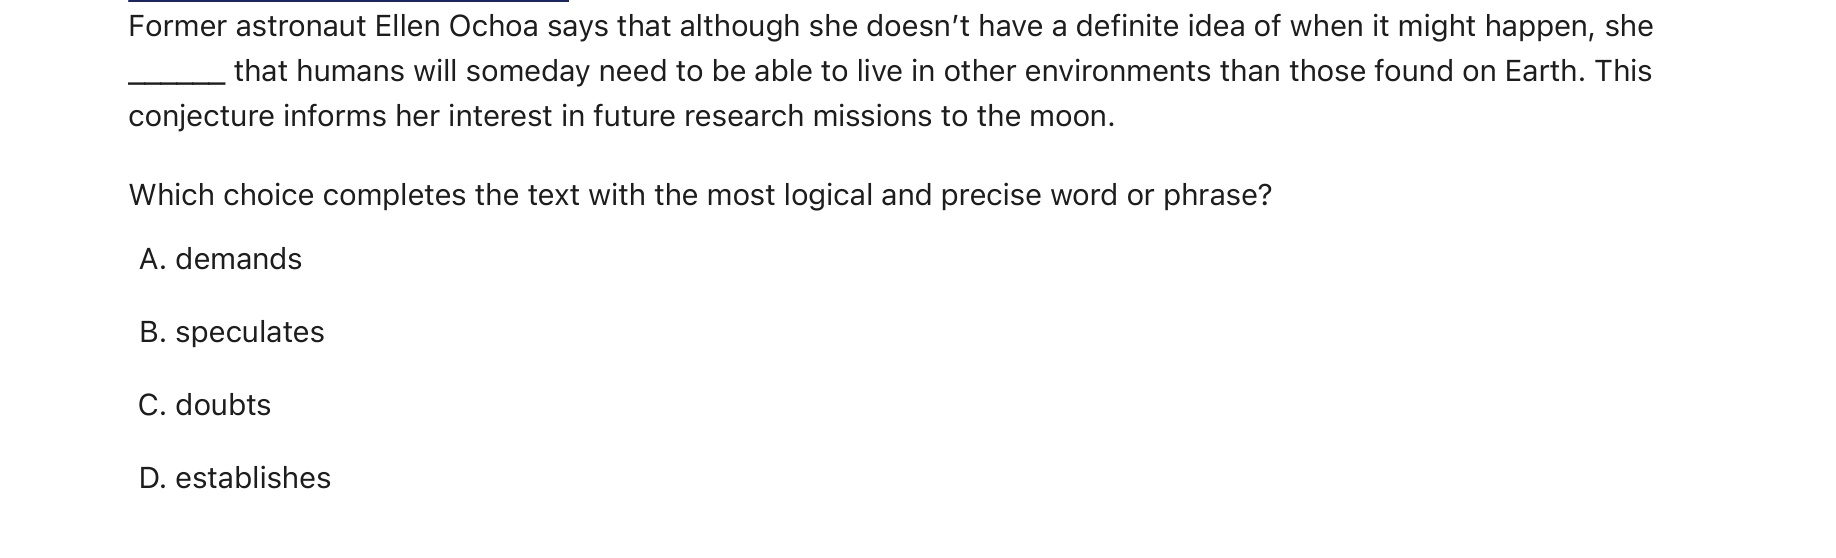 Former astronaut Ellen Ochoa says that although she doesn’t have a definite idea of when it might happen, she
______ that humans will someday need to be able to live in other environments than those found on Earth. This
conjecture informs her interest in future research missions to the moon.
Which choice completes the text with the most logical and precise word or phrase?
A. demands
B. speculates
C. doubts
D. establishes